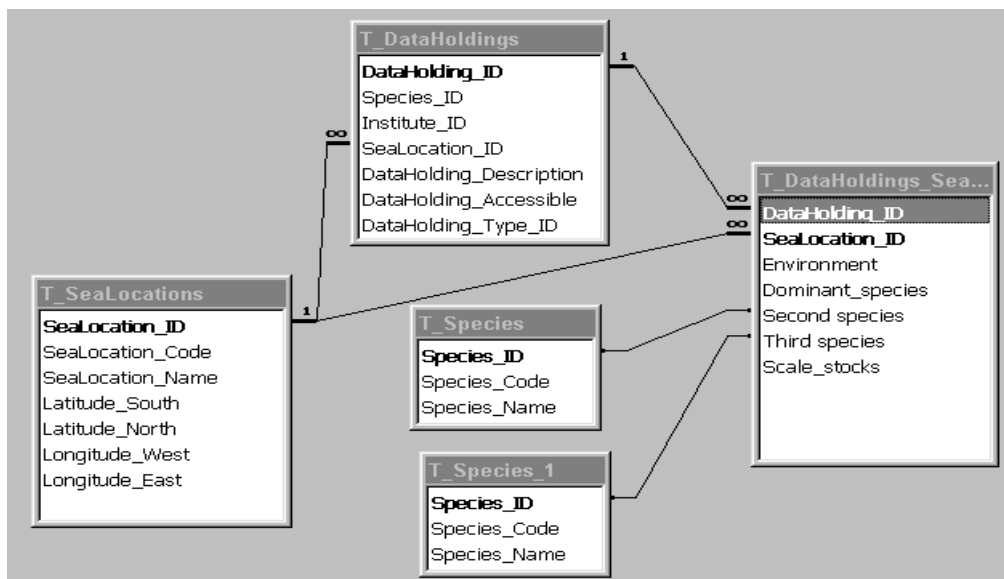 T_DataHoldings
DataHolding_ID
Species_ID
Institute_ID
SeaLocation_ID
DataHolding_Description
DataHolding_Accessible
DataHolding_Type_ID
1
∞
T_DataHoldings_Sea...
DataHolding_ID
SeaLocation_ID
Environment
Dominant_species
Second species
Third species
Scale_stocks
∞
∞
T_SeaLocations
SeaLocation_ID
SeaLocation_Code
SeaLocation_Name
Latitude_South
Latitude_North
Longitude_West
Longitude_East
1
T_Species
Species_ID
Species_Code
Species_Name
T_Species_1
Species_ID
Species_Code
Species_Name